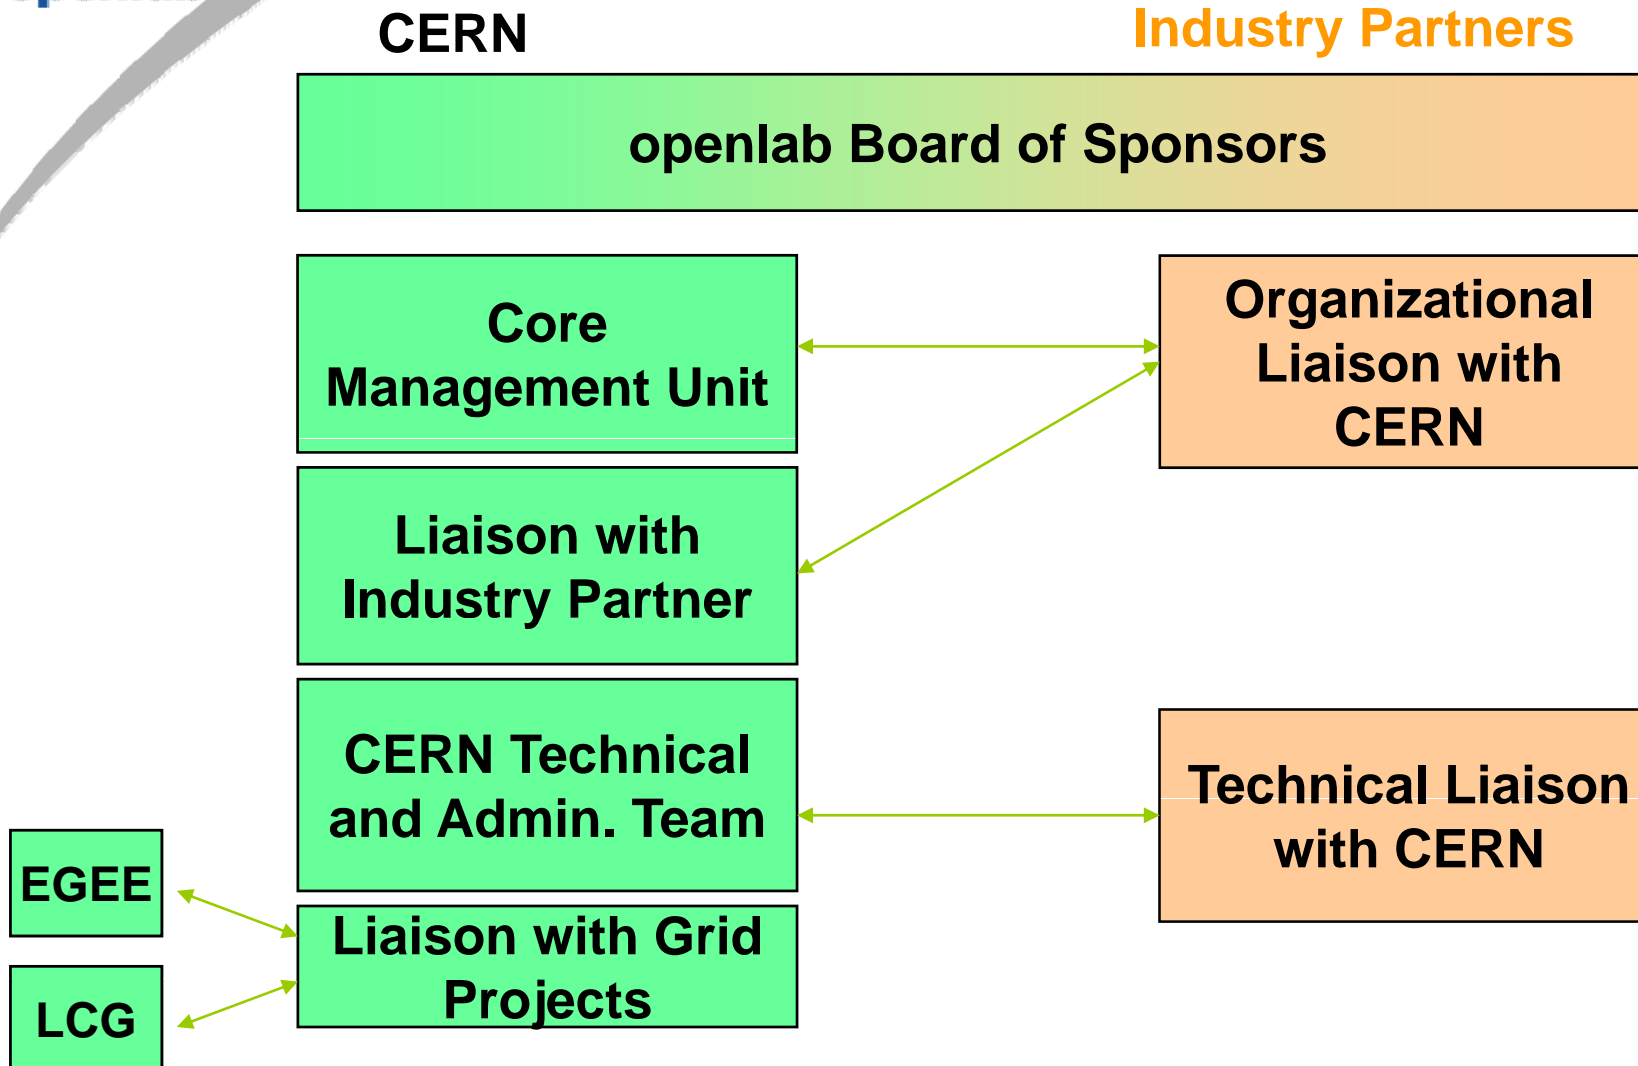 CERN
Industry Partners
openlab Board of Sponsors
Core
Management Unit
Organizational
Liaison with
CERN
Liaison with
Industry Partner
CERN Technical
and Admin. Team
Technical Liaison
with CERN
EGEE
Liaison with Grid
Projects
LCG